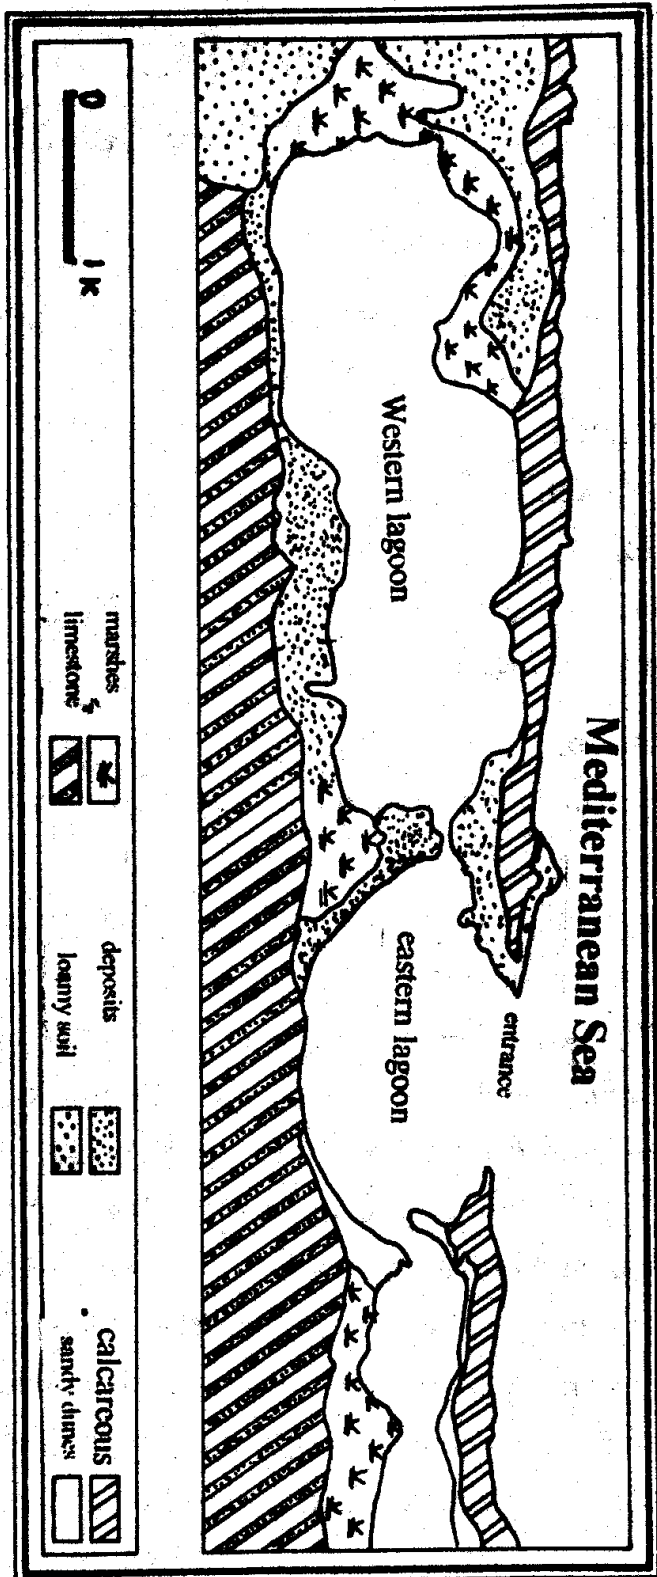 Mediterranean Sea
entrance
Western lagoon
eastern lagoon
0 1 K
marshes
deposits
calcareous
limestone
loamy soil
sandy dunes